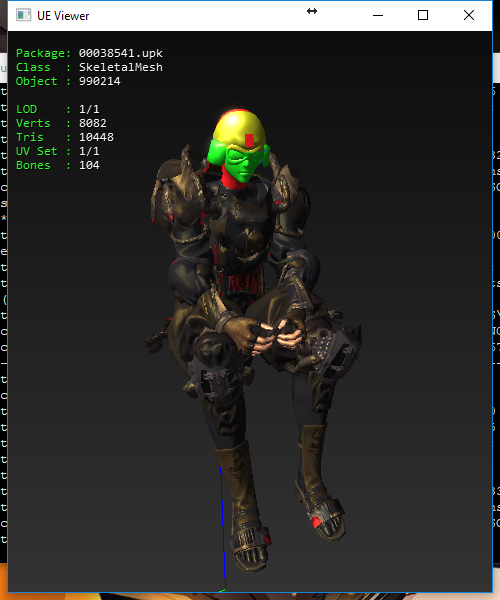 UE Viewer
Package: 00038541.upk
Class : SkeletalMesh
Object : 990214
LOD : 1/1
Verts : 8082
Tris : 10448
UV Set : 1/1
Bones : 104